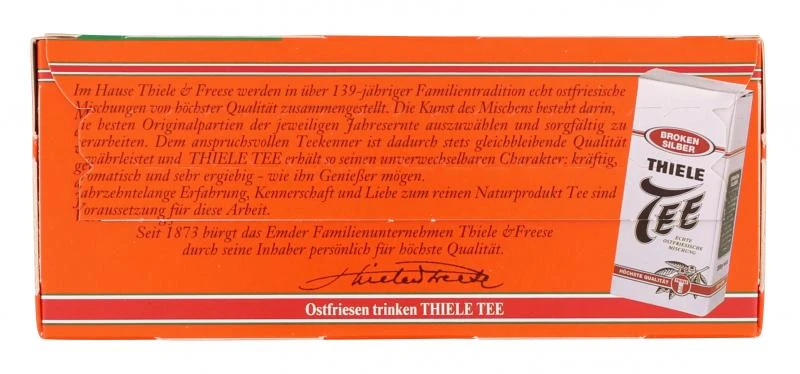 Im Hause Thiele & Freese werden in über 139-jähriger Familientradition echt ostfriesische
Mischungen von höchster Qualität zusammengestellt. Die Kunst des Mischens besteht darin,
ie besten Originalpartien der jeweiligen Jahresernte auszuwählen und sorgfältig zu
erarbeiten. Dem anspruchsvollen Teekenner ist dadurch stets gleichbleibende Qualität
gewährleistet und THIELE TEE erhält so seinen unverwechselbaren Charakter: kräftig,
romatisch und sehr ergiebig - wie ihn Genießer mögen.
Jahrzehntelange Erfahrung, Kennerschaft und Liebe zum reinen Naturprodukt Tee sind
Voraussetzung für diese Arbeit.
Seit 1873 bürgt das Emder Familienunternehmen Thiele &Freese
durch seine Inhaber persönlich für höchste Qualität.
Thiele & Freese
Ostfriesen trinken THIELE TEE
BROKEN
SILBER
THIELE
TEE
ECHTE
OSTFRIESISCHE
MISCHUNG
HÖCHSTE QUALITÄT